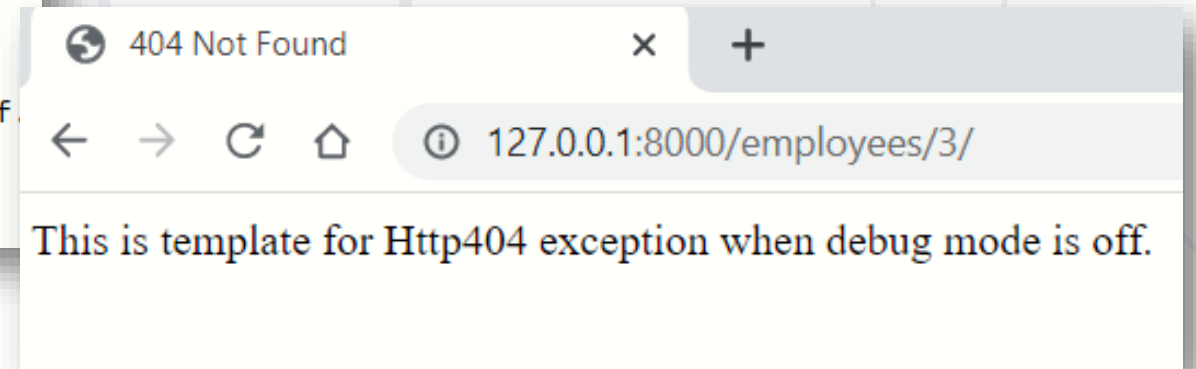 404 Not Found
127.0.0.1:8000/employees/3/
This is template for Http404 exception when debug mode is off.